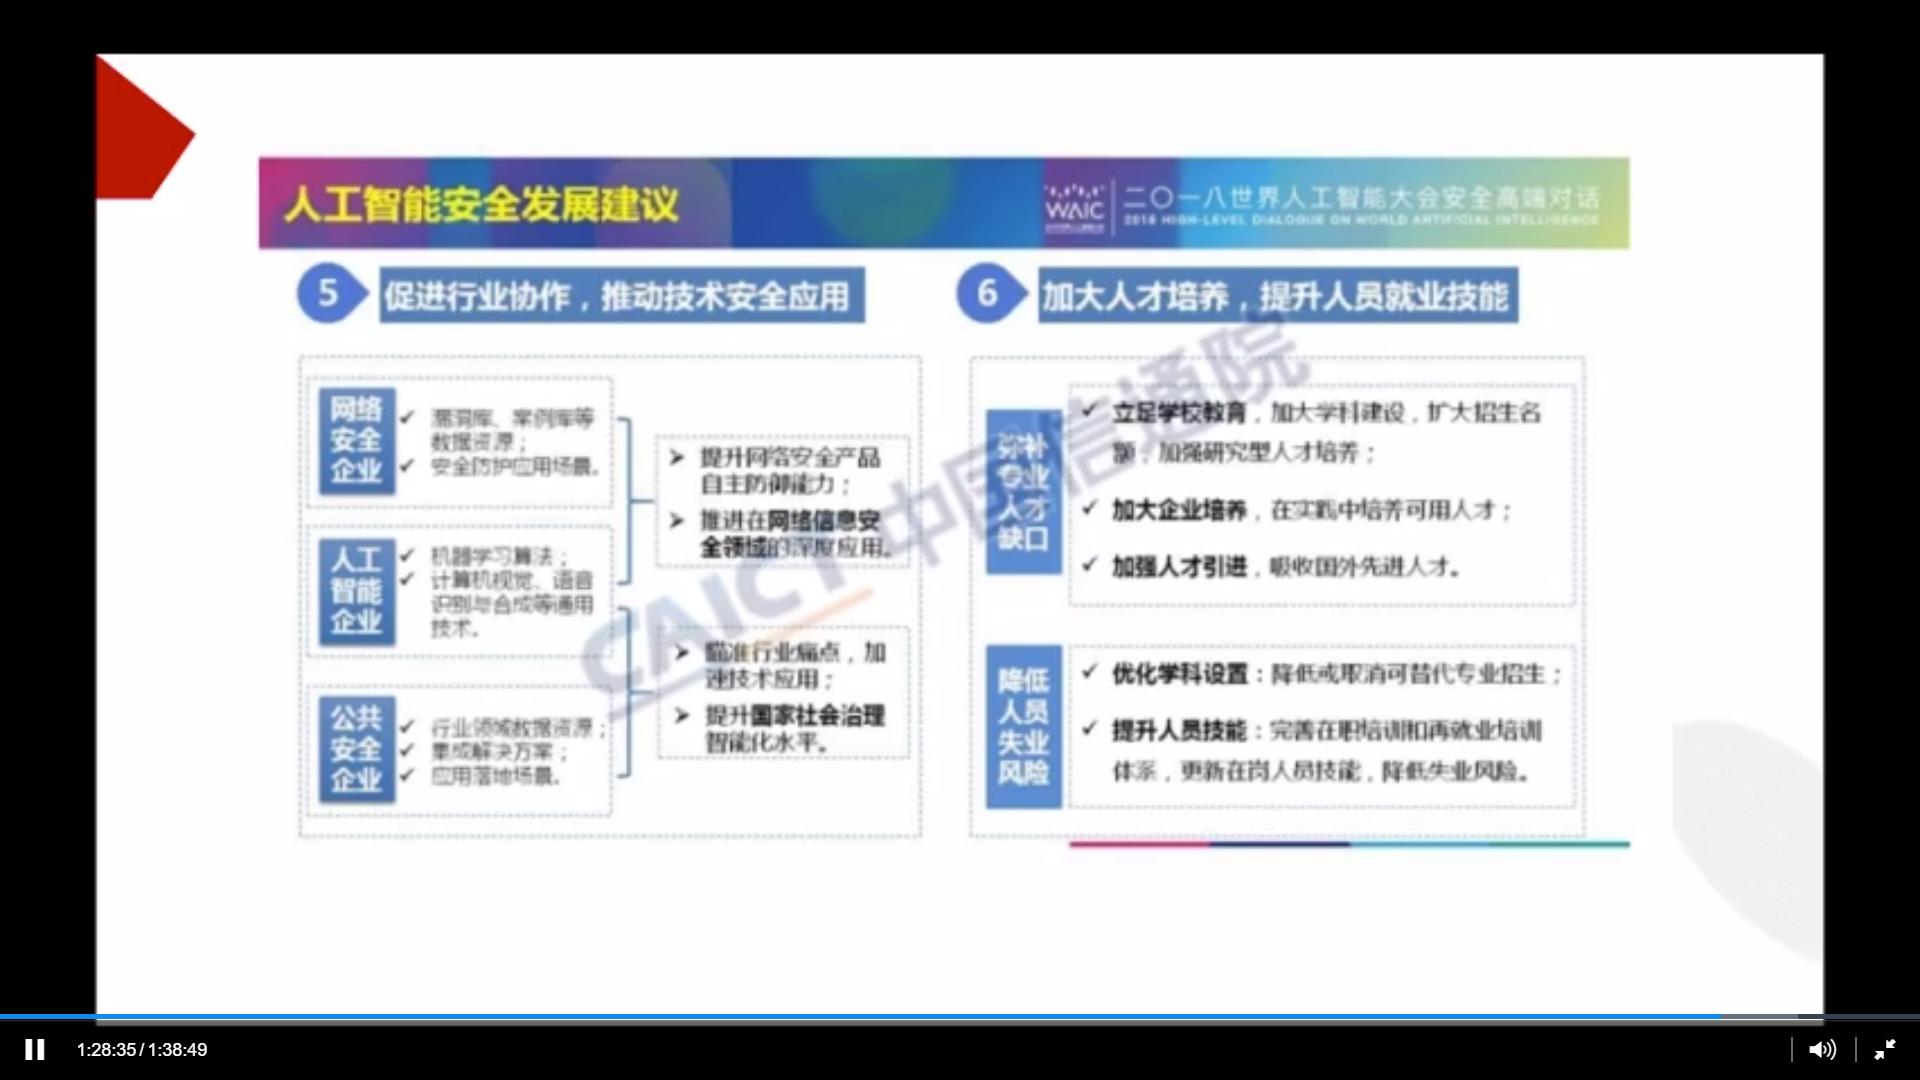 人工智能安全发展建议
WAIC
二〇一八世界人工智能大会安全高端对话
2018 HIGH-LEVEL DIALOGUE ON WORLD ARTIFICIAL INTELLIGENCE
5
促进行业协作，推动技术安全应用
网络
安全
企业
✓ 漏洞库、案例库等
数据资源；
✓ 安全防护应用场景。
人工
智能
企业
✓ 机器学习算法；
✓ 计算机视觉、语音
识别与合成等通用
技术。
公共
安全
企业
✓ 行业领域数据资源；
✓ 集成解决方案；
✓ 应用落地场景。
➤ 提升网络安全产品
自主防御能力；
➤ 推进在网络信息安
全领域的深度应用。
➤ 瞄准行业痛点，加
速技术应用；
➤ 提升国家社会治理
智能化水平。
6
加大人才培养，提升人员就业技能
弥补
专业
人才
缺口
✓ 立足学校教育，加大学科建设，扩大招生名
额；加强研究型人才培养；
✓ 加大企业培养，在实践中培养可用人才；
✓ 加强人才引进，吸收国外先进人才。
降低
人员
失业
风险
✓ 优化学科设置：降低或取消可替代专业招生；
✓ 提升人员技能：完善在职培训和再就业培训
体系，更新在岗人员技能，降低失业风险。
CAICT 中国信通院
1:28:35 / 1:38:49